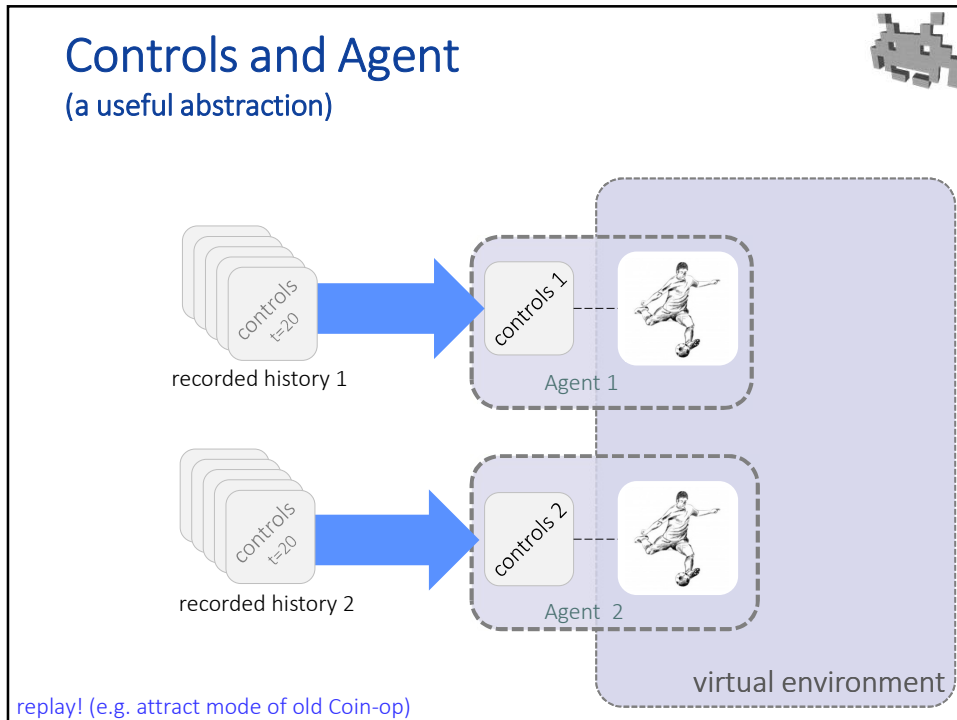 Controls and Agent
(a useful abstraction)
controls
t=20
recorded history 1
controls 1
Agent 1
controls
t=20
recorded history 2
controls 2
Agent  2
virtual environment
replay! (e.g. attract mode of old Coin-op)